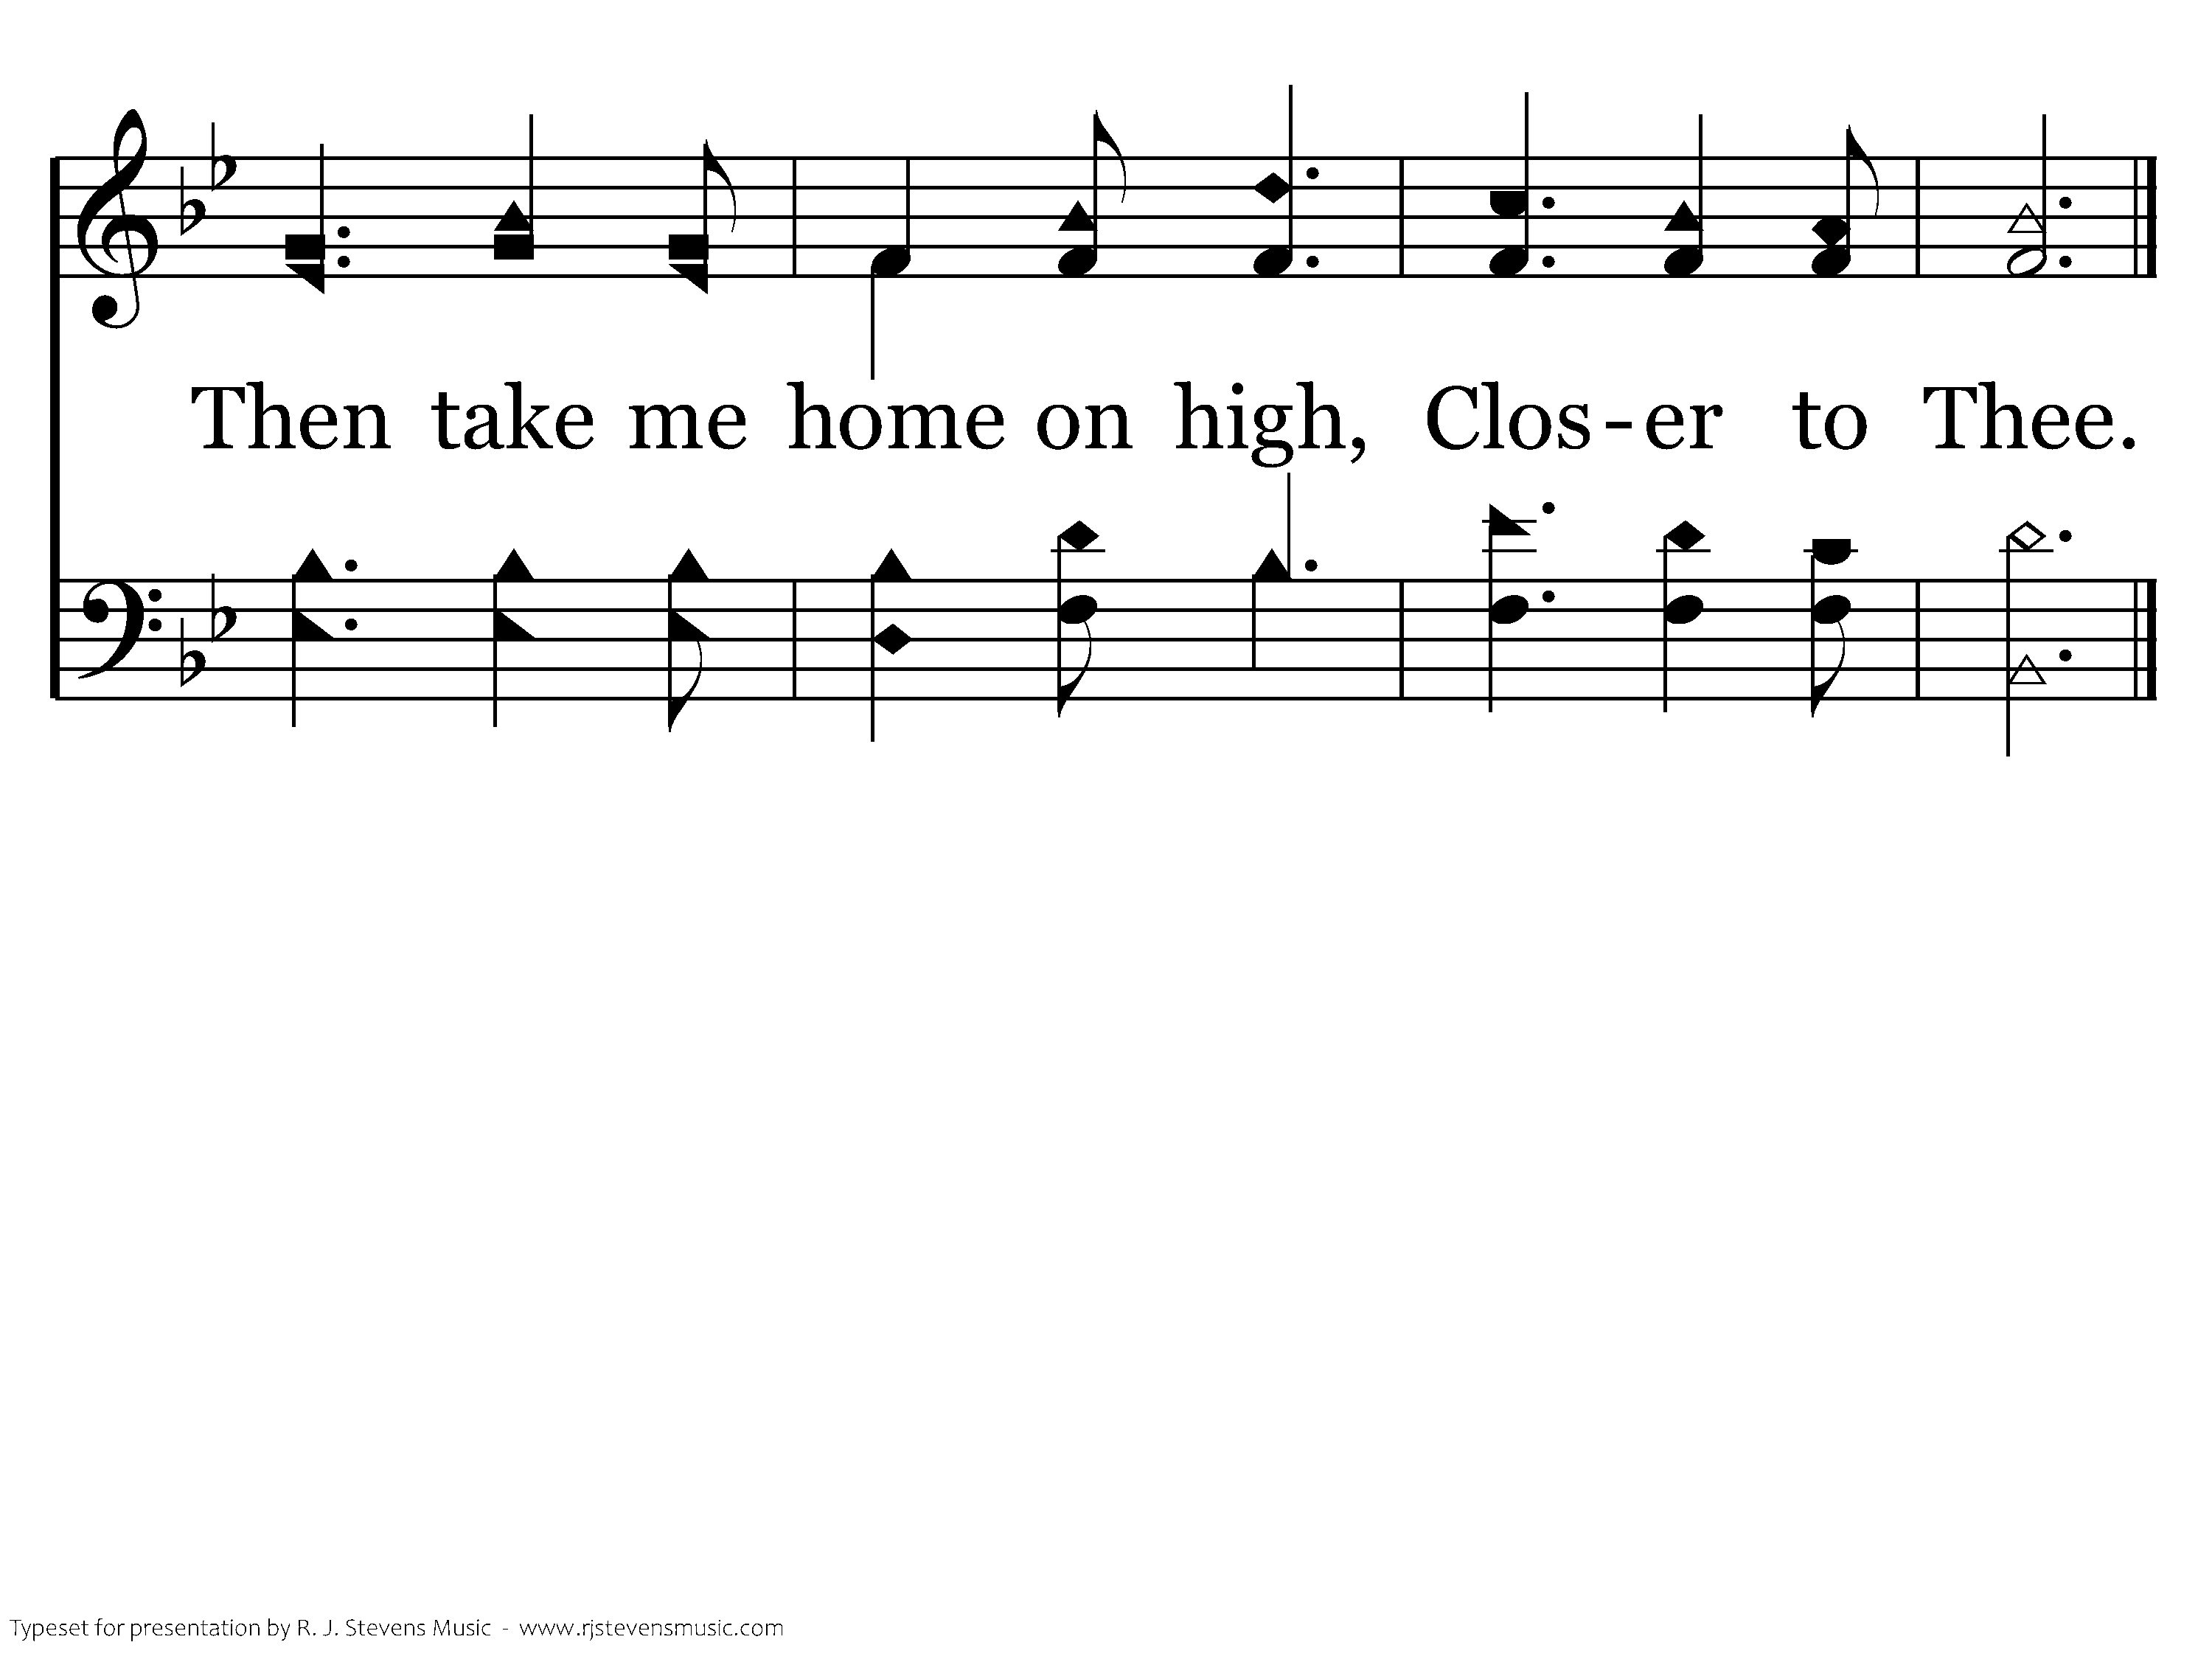 Then take me home on high, Clos-er to Thee.
Typeset for presentation by R. J. Stevens Music - www.rjstevensmusic.com